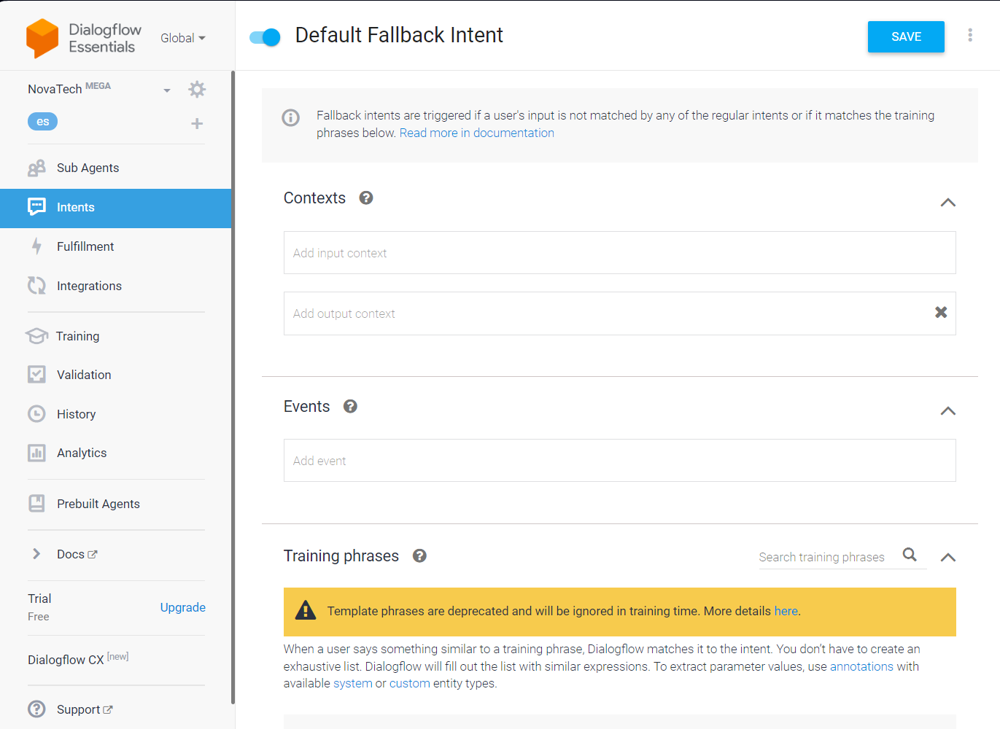 Dialogflow
Essentials
Global
Default Fallback Intent
SAVE
NovaTech MEGA
es
Sub Agents
Intents
Fulfillment
Integrations
Training
Validation
History
Analytics
Prebuilt Agents
Docs
Trial
Free
Upgrade
Dialogflow CX [new]
Support
Fallback intents are triggered if a user's input is not matched by any of the regular intents or if it matches the training
phrases below. Read more in documentation
Contexts
Add input context
Add output context
Events
Add event
Training phrases
Search training phrases
Template phrases are deprecated and will be ignored in training time. More details here.
When a user says something similar to a training phrase, Dialogflow matches it to the intent. You don't have to create an
exhaustive list. Dialogflow will fill out the list with similar expressions. To extract parameter values, use annotations with
available system or custom entity types.